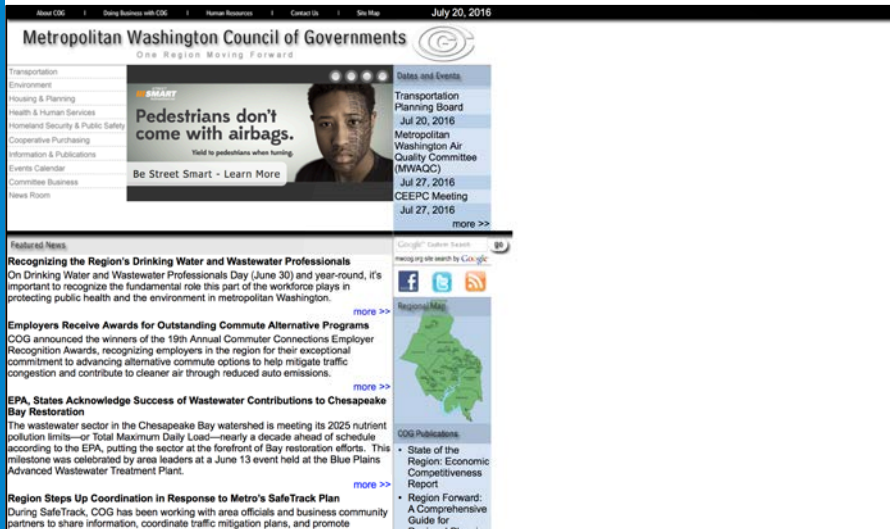 About COG I Doing Business with COG I Human Resources I Contact Us I Site Map July 20, 2016
Metropolitan Washington Council of Governments
One Region Moving Forward
Transportation
Environment
Housing & Planning
Health & Human Services
Homeland Security & Public Safety
Cooperative Purchasing
Information & Publications
Events Calendar
Committee Business
News Room
SMART
Pedestrians don't
come with airbags.
Yield to pedestrians when turning.
Be Street Smart - Learn More
Dates and Events
Transportation
Planning Board
Jul 20, 2016
Metropolitan
Washington Air
Quality Committee
(MWAQC)
Jul 27, 2016
CEEPC Meeting
Jul 27, 2016
more >>
Featured News
Recognizing the Region's Drinking Water and Wastewater Professionals
On Drinking Water and Wastewater Professionals Day (June 30) and year-round, it's
important to recognize the fundamental role this part of the workforce plays in
protecting public health and the environment in metropolitan Washington.
more >>
Employers Receive Awards for Outstanding Commute Alternative Programs
COG announced the winners of the 19th Annual Commuter Connections Employer
Recognition Awards, recognizing employers in the region for their exceptional
commitment to advancing alternative commute options to help mitigate traffic
congestion and contribute to cleaner air through reduced auto emissions.
more >>
EPA, States Acknowledge Success of Wastewater Contributions to Chesapeake
Bay Restoration
The wastewater sector in the Chesapeake Bay watershed is meeting its 2025 nutrient
pollution limits—or Total Maximum Daily Load—nearly a decade ahead of schedule
according to the EPA, putting the sector at the forefront of Bay restoration efforts. This
milestone was celebrated by area leaders at a June 13 event held at the Blue Plains
Advanced Wastewater Treatment Plant.
more >>
Region Steps Up Coordination in Response to Metro's SafeTrack Plan
During SafeTrack, COG has been working with area officials and business community
partners to share information, coordinate traffic mitigation plans, and promote
Google Custom Search go
mwcog.org site search by Google
Regional Map
COG Publications
• State of the
Region: Economic
Competitiveness
Report
• Region Forward:
A Comprehensive
Guide for